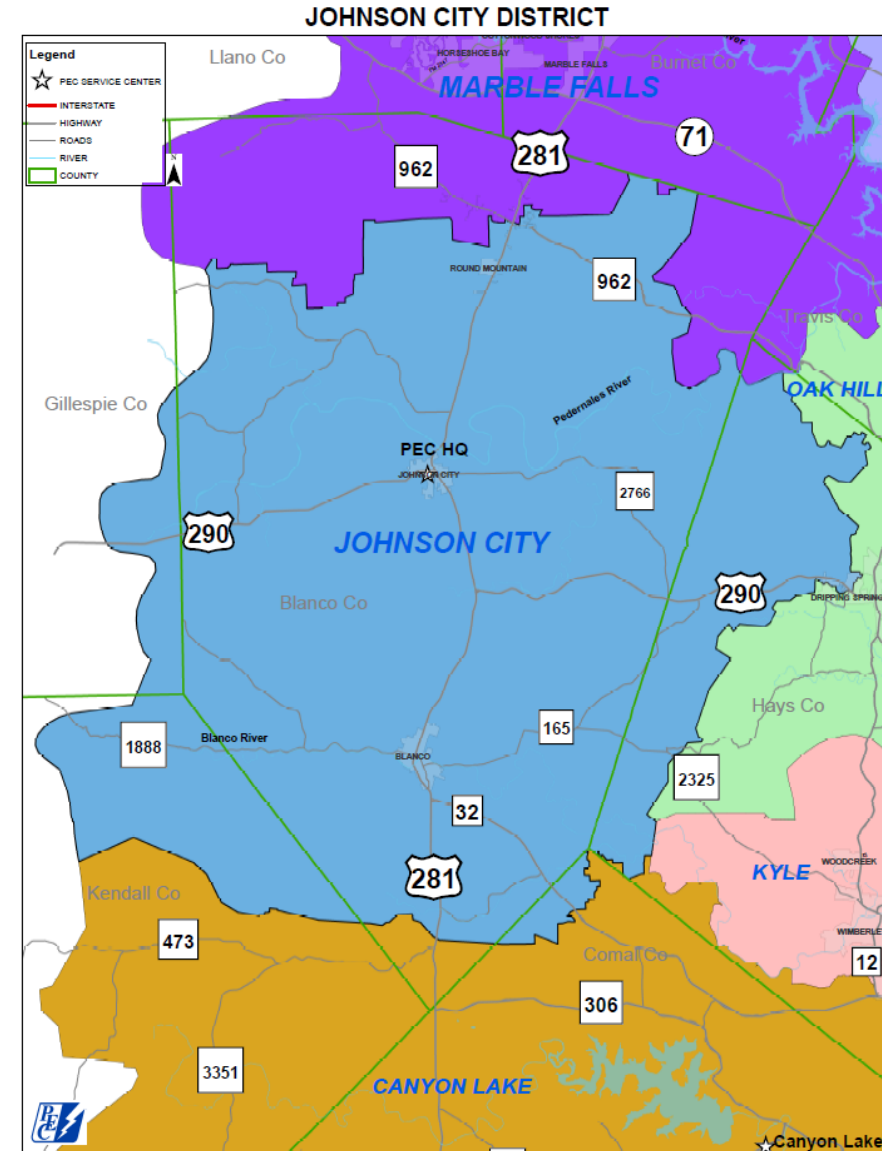 JOHNSON CITY DISTRICT
Legend
PEC SERVICE CENTER
INTERSTATE
HIGHWAY
ROADS
RIVER
COUNTY
N
Llano Co
HORSESHOE BAY
MARBLE FALLS
Burnet Co
MARBLE FALLS
71
281
962
ROUND MOUNTAIN
962
Travis Co
OAK HILL
Gillespie Co
Pedernales River
PEC HQ
JOHNSON CITY
2766
290
JOHNSON CITY
290
DRIPPING SPRING
Blanco Co
Hays Co
165
1888
Blanco River
BLANCO
2325
32
281
KYLE
WOODCREEK
Kendall Co
473
WIMBERLE
Comal Co
12
306
3351
CANYON LAKE
PEC
Canyon Lake